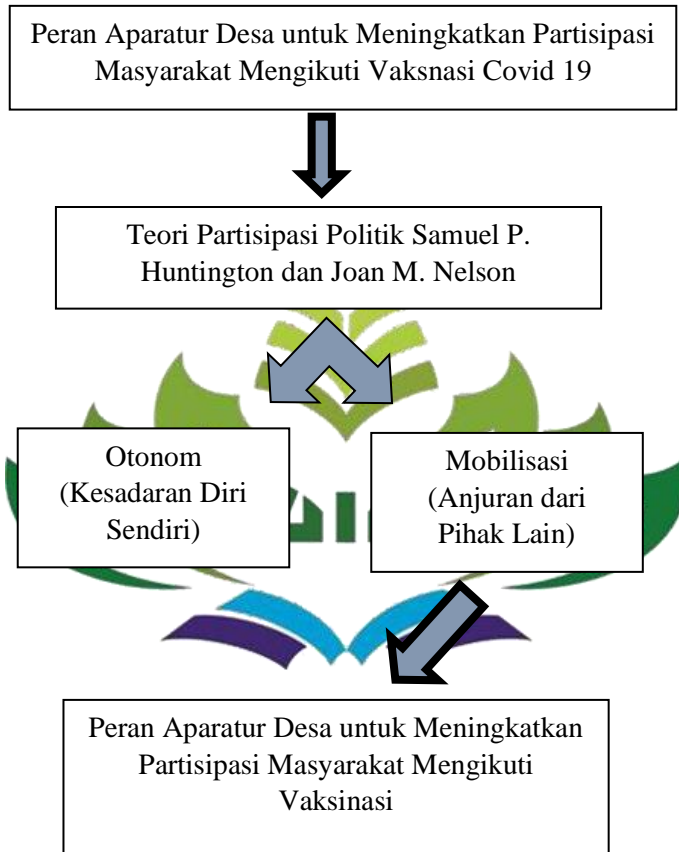 Peran Aparatur Desa untuk Meningkatkan Partisipasi
Masyarakat Mengikuti Vaksnasi Covid 19
Teori Partisipasi Politik Samuel P.
Huntington dan Joan M. Nelson
Otonom
(Kesadaran Diri
Sendiri)
Mobilisasi
(Anjuran dari
Pihak Lain)
Peran Aparatur Desa untuk Meningkatkan
Partisipasi Masyarakat Mengikuti
Vaksinasi